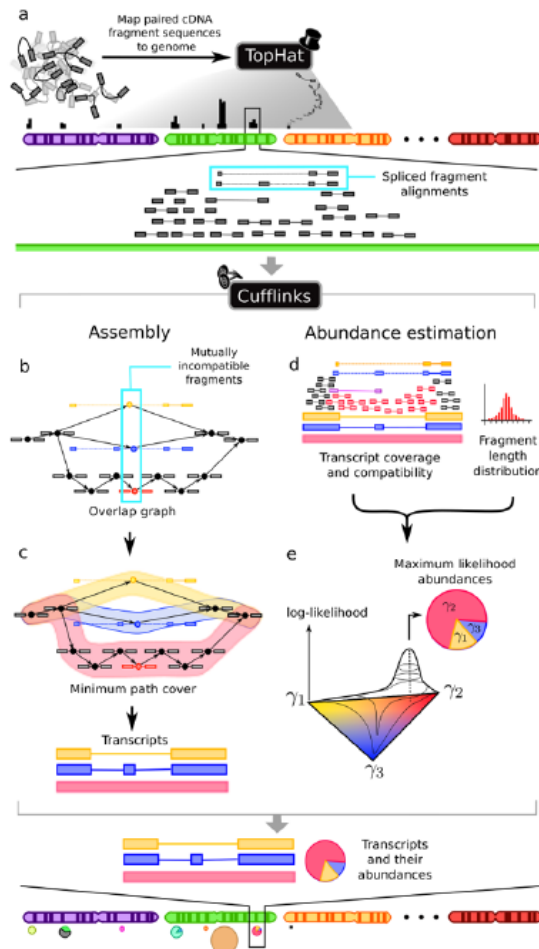 a
Map paired cDNA
fragment sequences
to genome
TopHat
Spliced fragment
alignments
Cufflinks
Assembly
Abundance estimation
b
Mutually
incompatible
fragments
Overlap graph
d
Transcript coverage
and compatibility
Fragment
length
distribution
c
Minimum path cover
Transcripts
e
Maximum likelihood
abundances
log-likelihood
γ2
γ1
γ3
γ1
γ2
γ3
Transcripts
and their
abundances